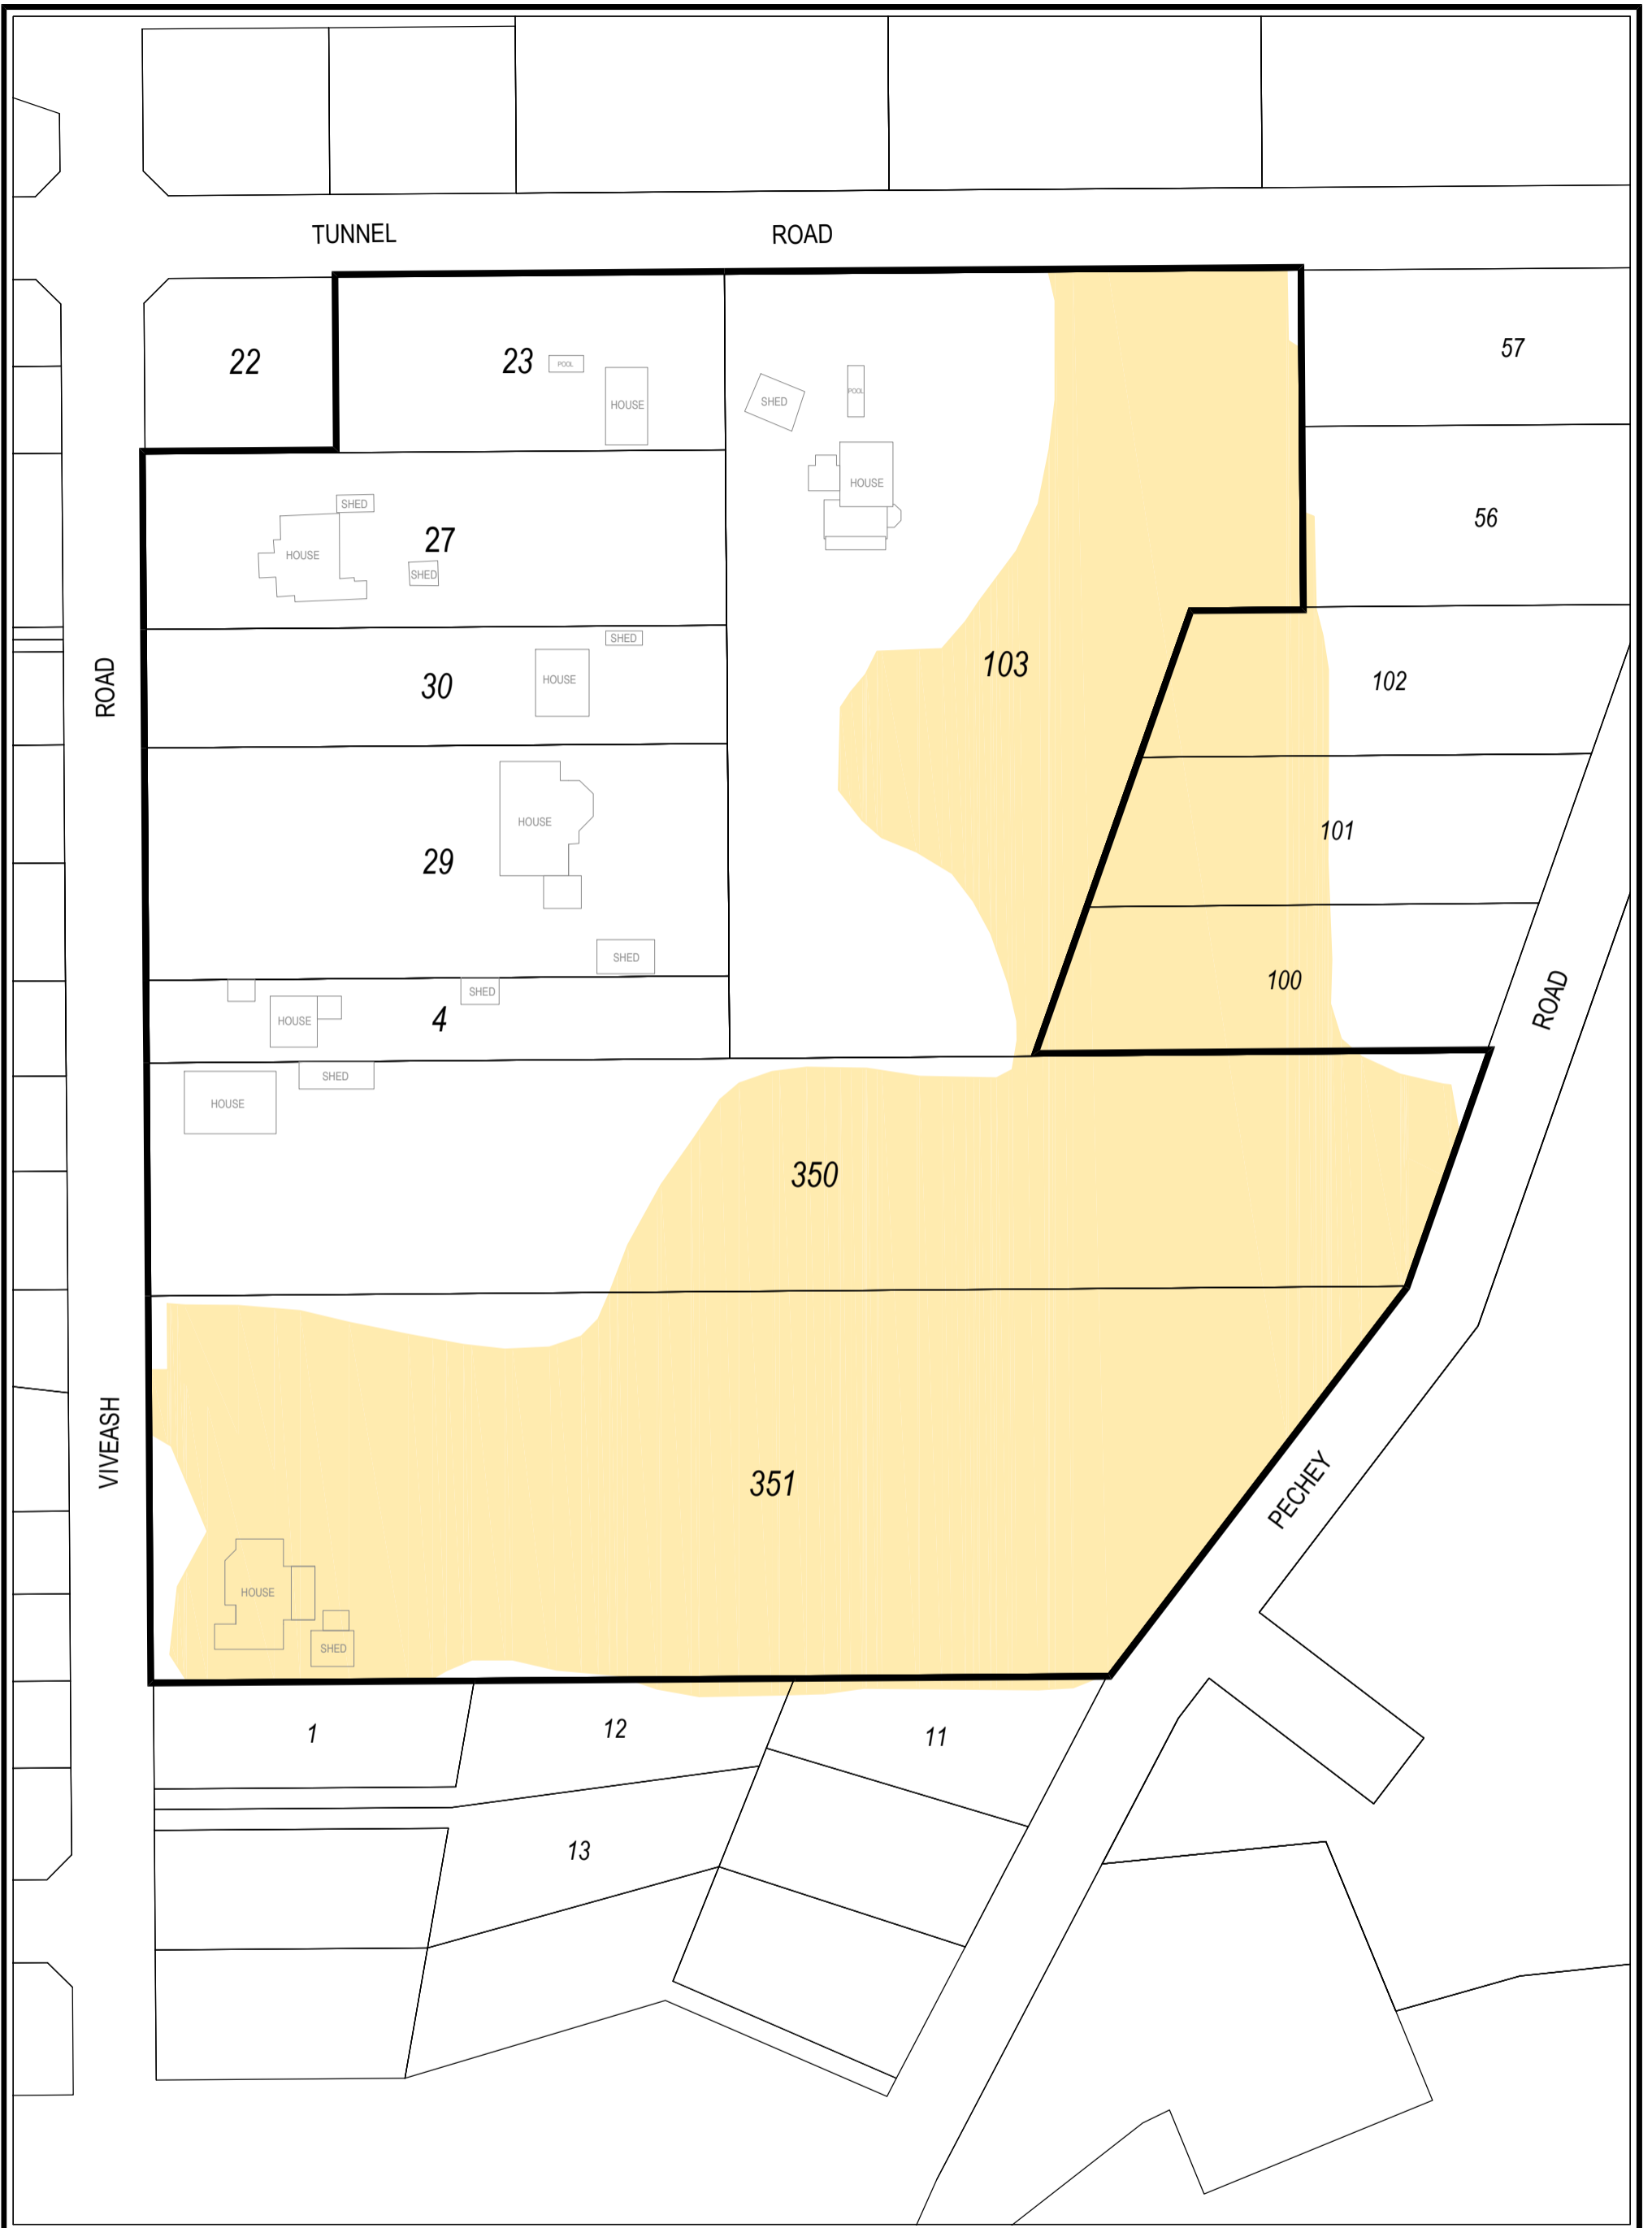 TUNNEL ROAD
22
23
POOL
HOUSE
57
SHED
POOL
HOUSE
56
SHED
27
HOUSE
SHED
SHED
30
HOUSE
103
102
ROAD
HOUSE
29
101
SHED
100
SHED
HOUSE
4
ROAD
SHED
HOUSE
350
VIVEASH
351
PECHEY
HOUSE
SHED
1
12
11
13